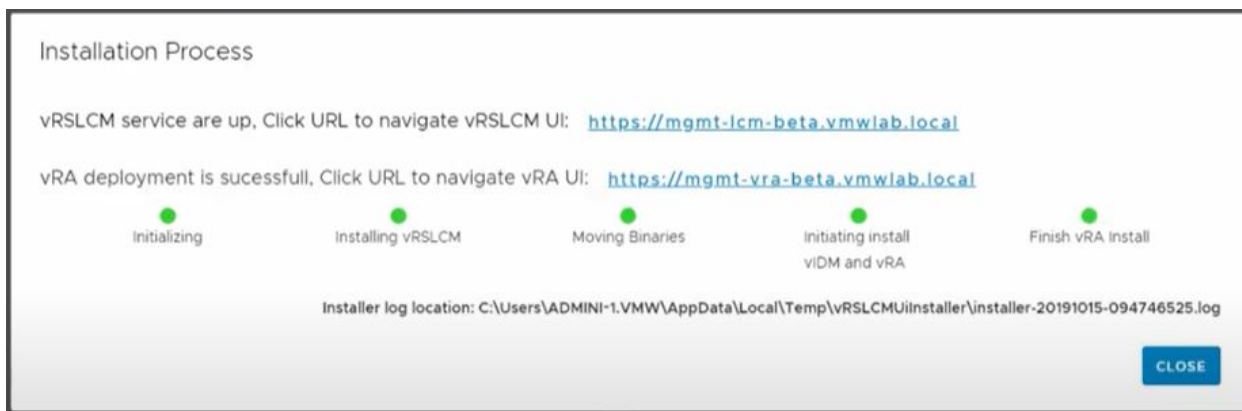 Installation Process
vRSLCM service are up, Click URL to navigate vRSLCM UI: https://mgmt-lcm-beta.vmwlab.local
vRA deployment is sucessfull, Click URL to navigate vRA UI: https://mgmt-vra-beta.vmwlab.local
Initializing Installing vRSLCM Moving Binaries Initiating install Finish vRA Install
vIDM and vRA
Installer log location: C:\Users\ADMINI~1.VMW\AppData\Local\Temp\vRSLCMUiInstaller\installer-20191015-094746525.log
CLOSE